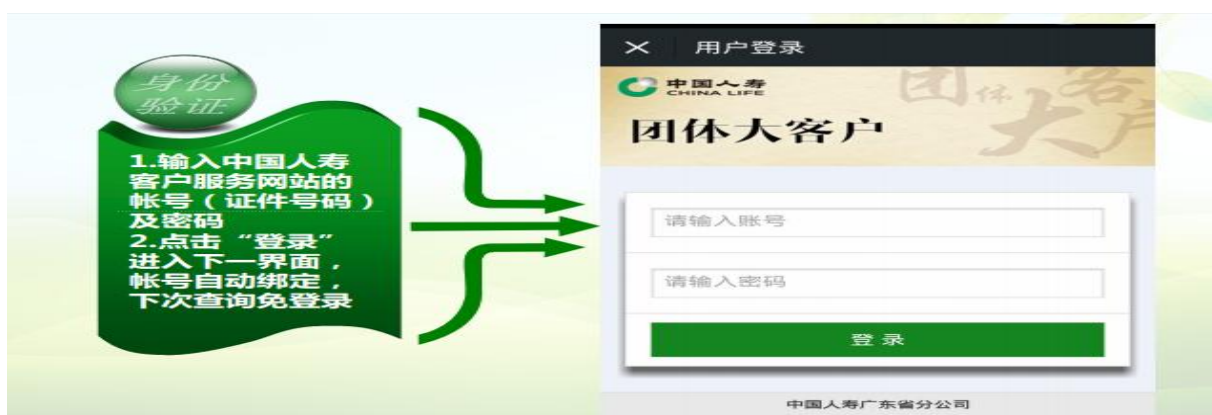 身份
验证
1.输入中国人寿
客户服务网站的
帐号（证件号码）
及密码
2.点击“登录”
进入下一界面，
帐号自动绑定，
下次查询免登录
× 用户登录
中国人寿
CHINA LIFE
团体大客户
团体大客户
请输入账号
请输入密码
登录
中国人寿广东省分公司